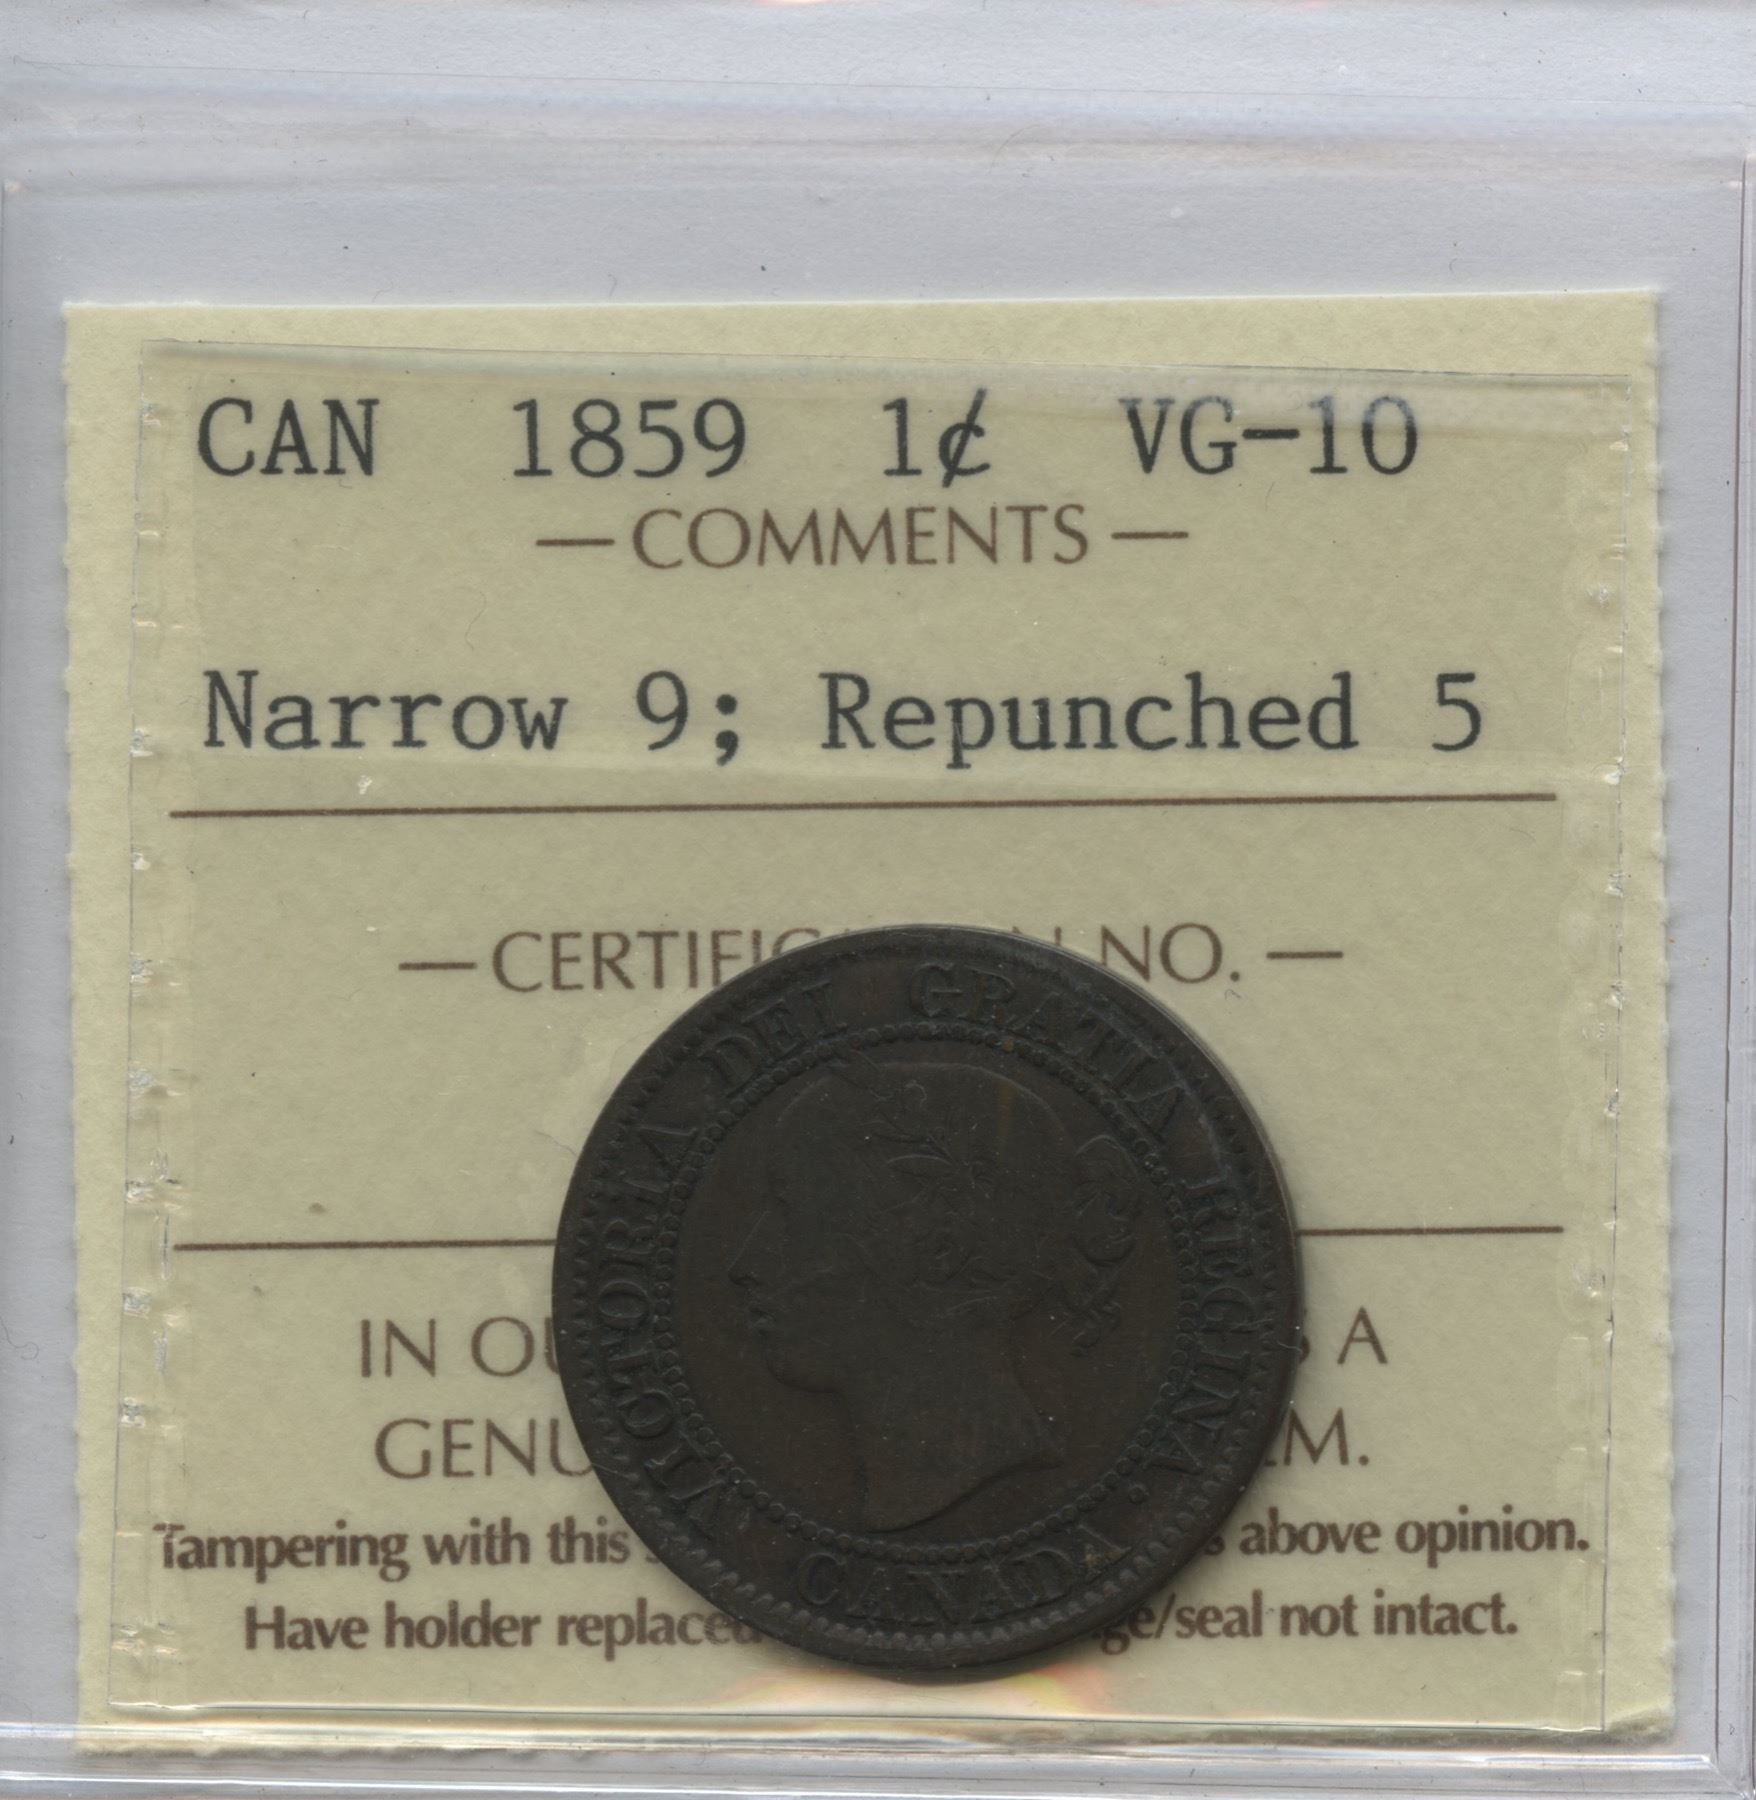 CAN 1859 1¢ VG-10
— COMMENTS —
Narrow 9; Repunched 5
— CERTIFIC N NO. —
IN OU S A
GENU M.
Tampering with this s above opinion.
Have holder replaced ge/seal not intact.
VICTORIA DEI GRATIA REGINA.
CANADA